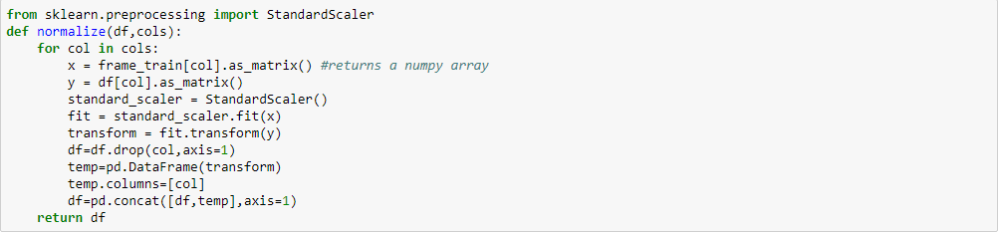 from sklearn.preprocessing import StandardScaler
def normalize(df,cols):
    for col in cols:
        x = frame_train[col].as_matrix() #returns a numpy array
        y = df[col].as_matrix()
        standard_scaler = StandardScaler()
        fit = standard_scaler.fit(x)
        transform = fit.transform(y)
        df=df.drop(col,axis=1)
        temp=pd.DataFrame(transform)
        temp.columns=[col]
        df=pd.concat([df,temp],axis=1)
    return df